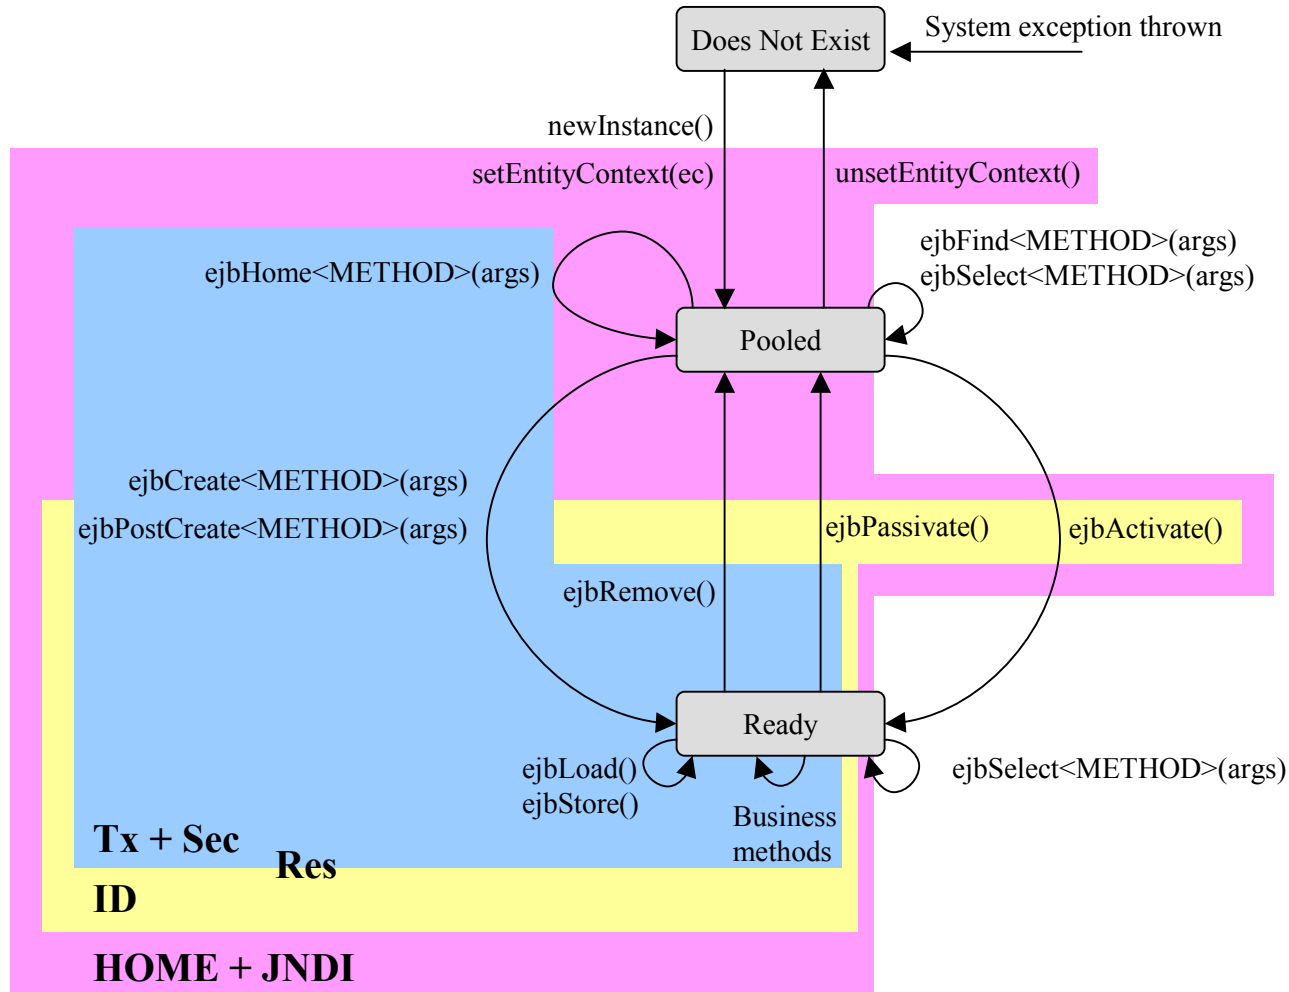 Does Not Exist
System exception thrown
newInstance()
setEntityContext(ec)
unsetEntityContext()
ejbHome<METHOD>(args)
ejbFind<METHOD>(args)
ejbSelect<METHOD>(args)
Pooled
ejbCreate<METHOD>(args)
ejbPostCreate<METHOD>(args)
ejbPassivate()
ejbActivate()
ejbRemove()
Ready
ejbLoad()
ejbStore()
Business
methods
ejbSelect<METHOD>(args)
Tx + Sec
Res
ID
HOME + JNDI